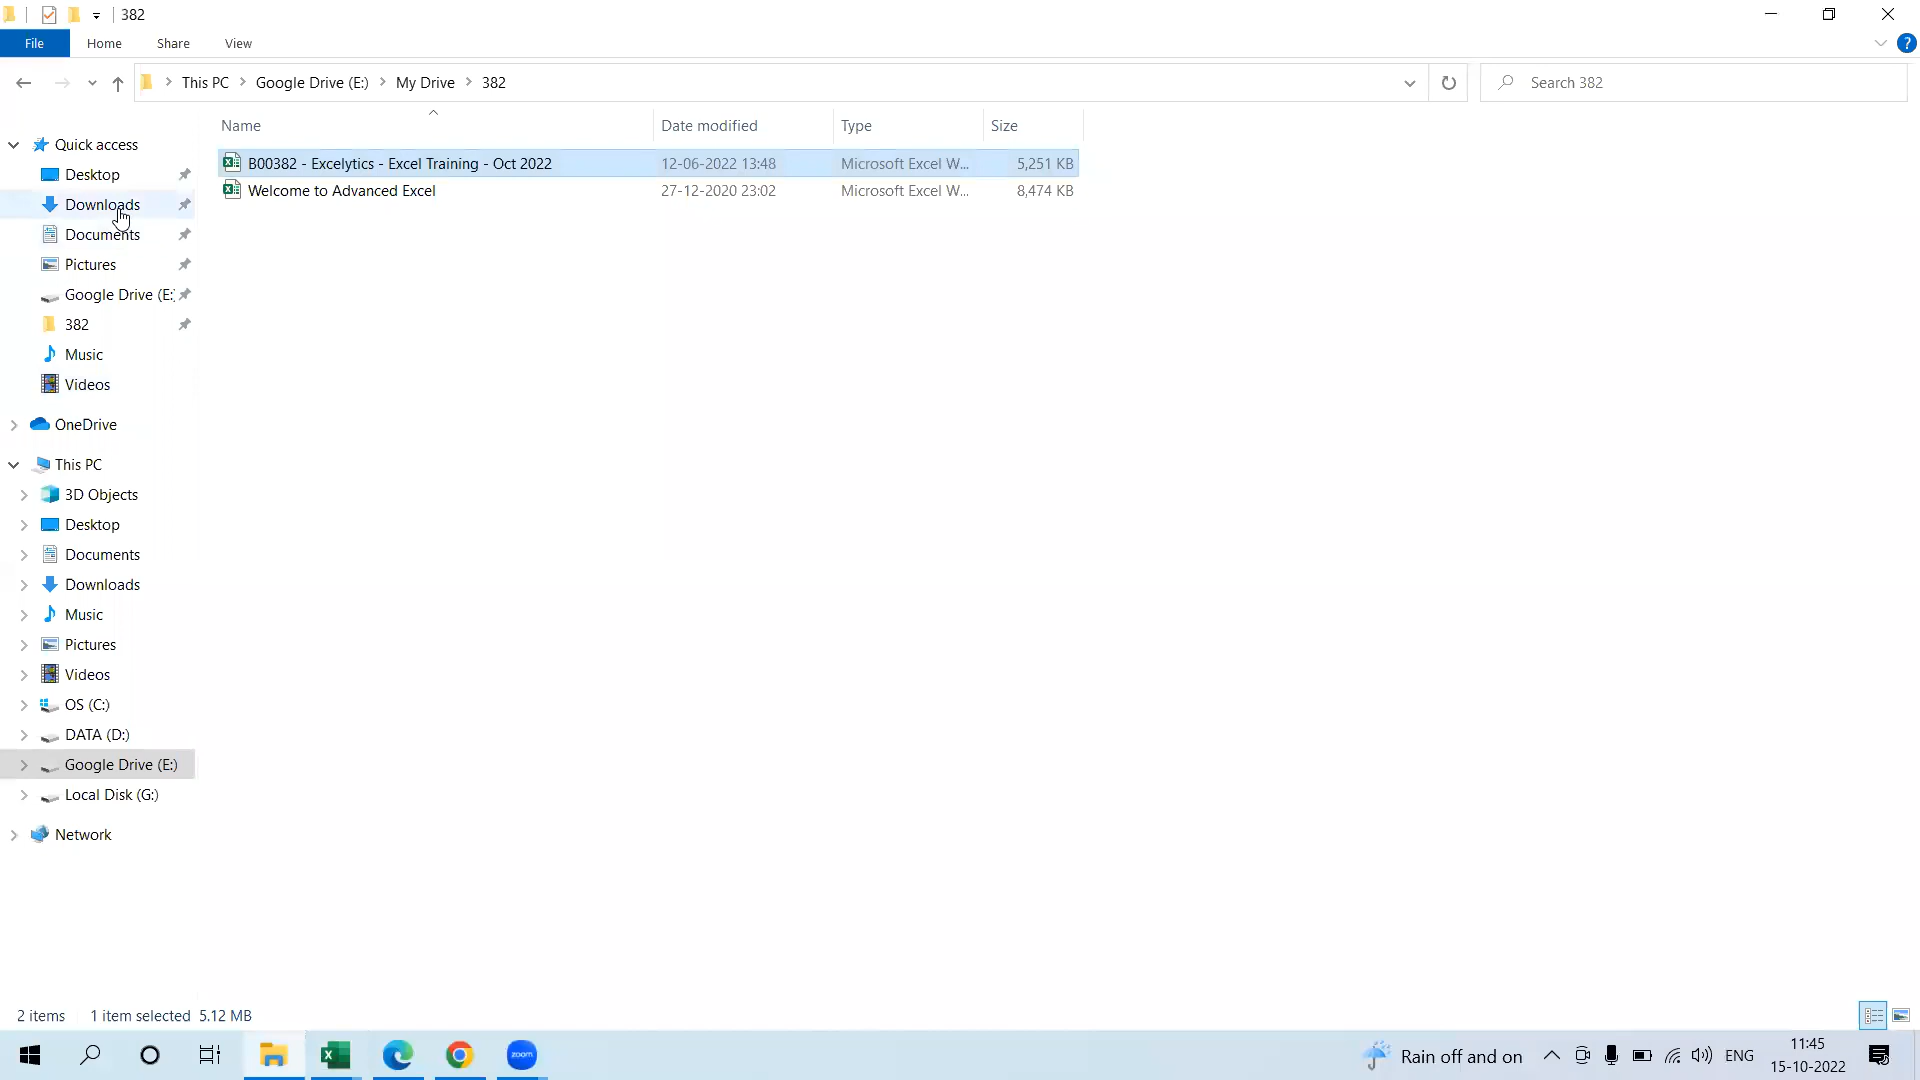 382
File Home Share View
This PC Google Drive (E:) My Drive 382 Search 382
Name Date modified Type Size
B00382 - Excelytics - Excel Training - Oct 2022 12-06-2022 13:48 Microsoft Excel W... 5,251 KB
Welcome to Advanced Excel 27-12-2020 23:02 Microsoft Excel W... 8,474 KB
Quick access
Desktop
Downloads
Documents
Pictures
Google Drive (E:
382
Music
Videos
OneDrive
This PC
3D Objects
Desktop
Documents
Downloads
Music
Pictures
Videos
OS (C:)
DATA (D:)
Google Drive (E:)
Local Disk (G:)
Network
2 items 1 item selected 5.12 MB
zoom
Rain off and on ENG 11:45
15-10-2022